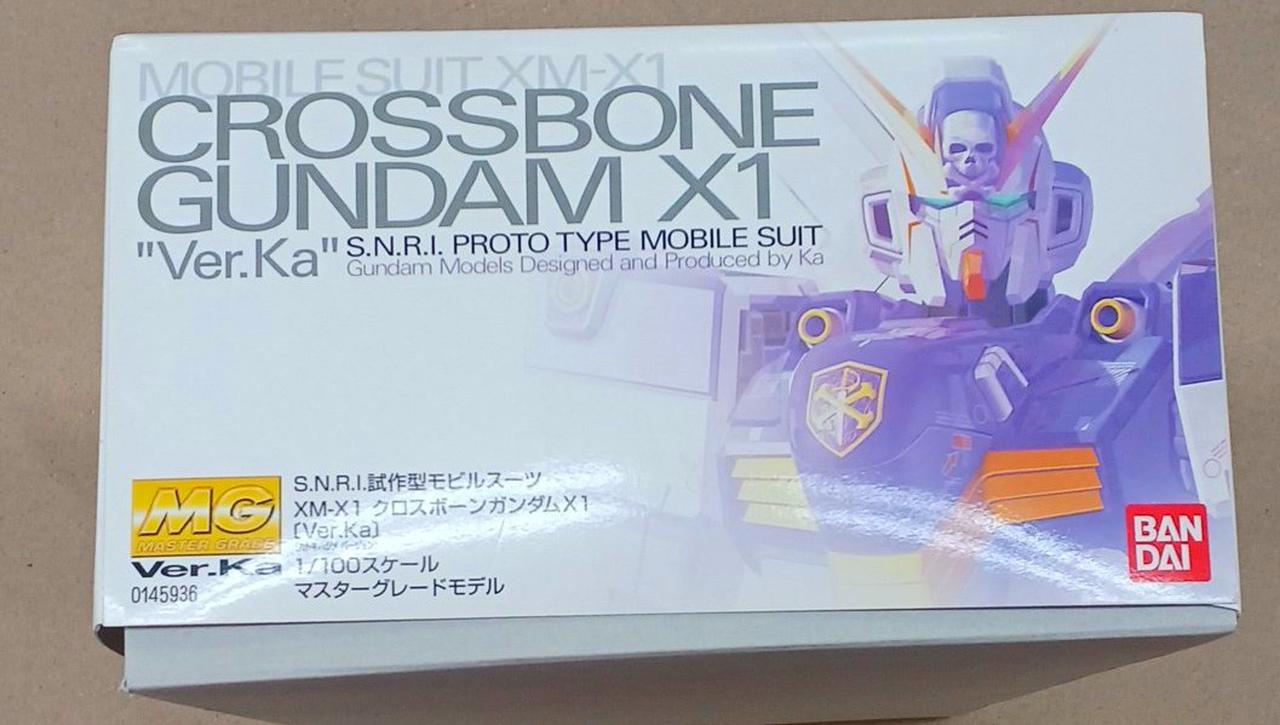 MOBILE SUIT XM-X1
CROSSBONE
GUNDAM X1
"Ver.Ka" S.N.R.I. PROTO TYPE MOBILE SUIT
Gundam Models Designed and Produced by Ka
MG
MASTER GRADE
Ver.Ka
0145936
S.N.R.I.試作型モビルスーツ
XM-X1 クロスボーンガンダムX1
[Ver.Ka]
1/100スケール
マスターグレードモデル
BAN
DAI